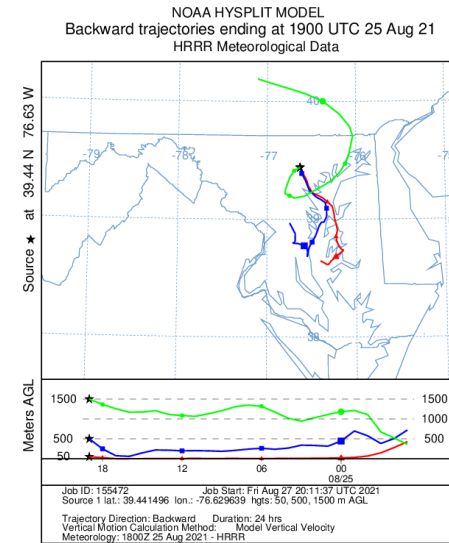 NOAA HYSPLIT MODEL
Backward trajectories ending at 1900 UTC 25 Aug 21
HRRR Meteorological Data
Source ★ at 39.44 N 76.63 W
40
-79
-78
-77
39
38
Meters AGL
1500
1500
1000
500
500
50
18
12
06
00
08/25
Job ID: 155472 Job Start: Fri Aug 27 20:11:37 UTC 2021
Source 1 lat.: 39.441496 lon.: -76.629639 hgts: 50, 500, 1500 m AGL
Trajectory Direction: Backward Duration: 24 hrs
Vertical Motion Calculation Method: Model Vertical Velocity
Meteorology: 1800Z 25 Aug 2021 - HRRR